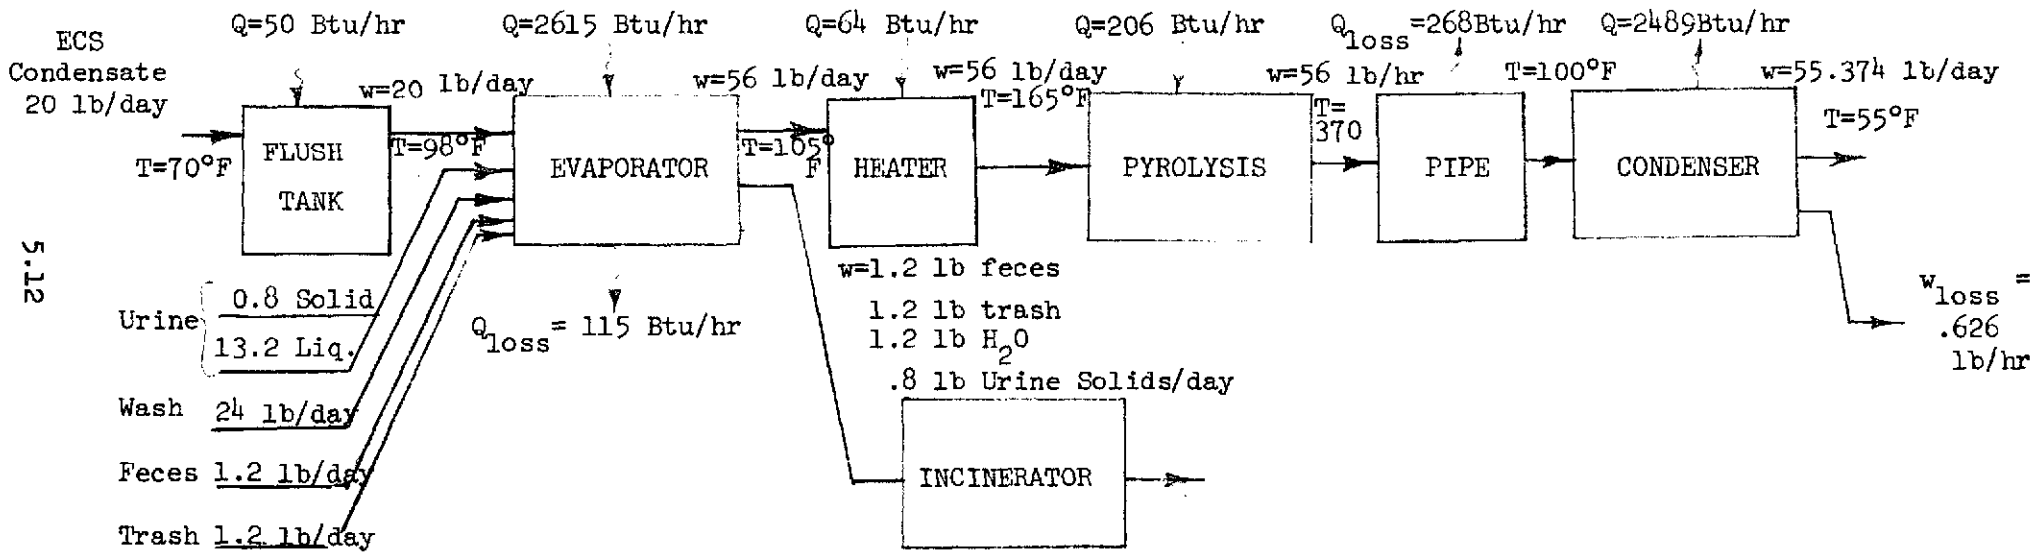 Q=50 Btu/hr
Q=2615 Btu/hr
Q=64 Btu/hr
Q=206 Btu/hr
Qloss =268Btu/hr
Q=2489Btu/hr
ECS
Condensate
20 lb/day
w=20 lb/day
w=56 lb/day
w=56 lb/day
T=165°F
w=56 lb/hr
T=100°F
w=55.374 lb/day
T=70°F
FLUSH
TANK
T=98°F
EVAPORATOR
T=105°
F
HEATER
PYROLYSIS
T=
370
PIPE
CONDENSER
T=55°F
5.12
Urine
0.8 Solid
13.2 Liq.
Wash 24 lb/day
Feces 1.2 lb/day
Trash 1.2 lb/day
Qloss = 115 Btu/hr
w=1.2 lb feces
1.2 lb trash
1.2 lb H2O
.8 lb Urine Solids/day
INCINERATOR
wloss =
.626
lb/hr